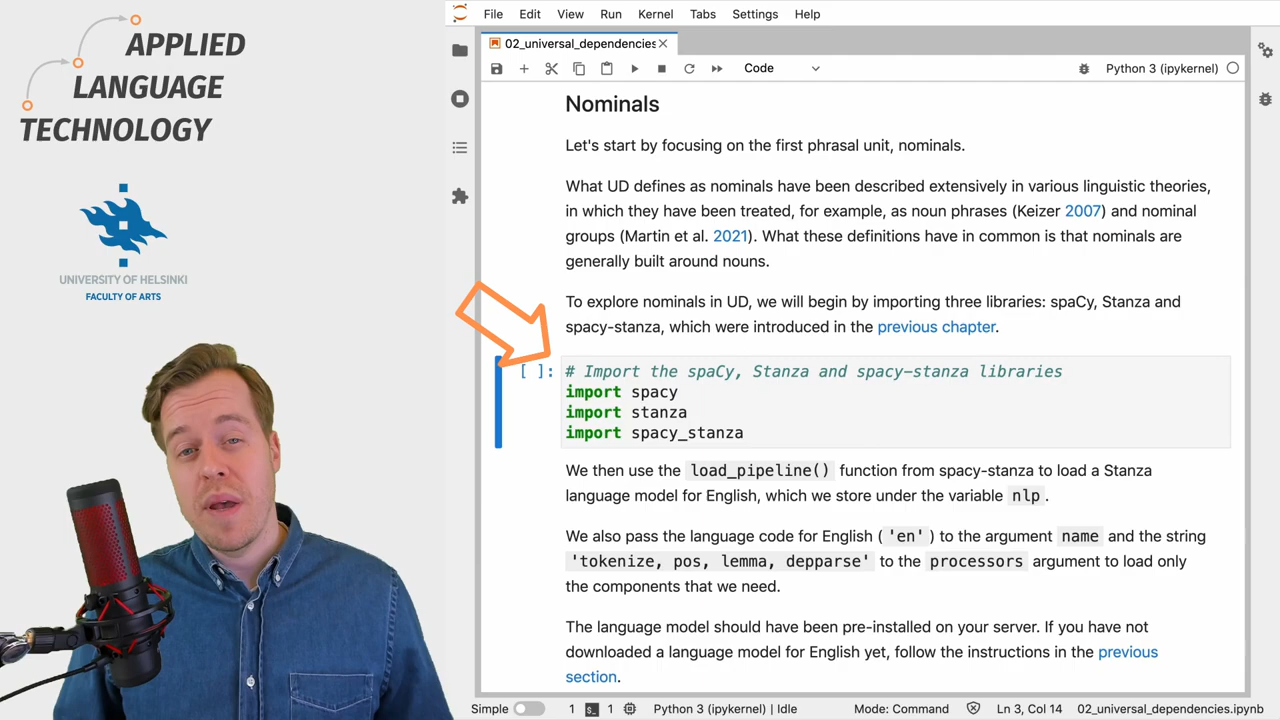 APPLIED
LANGUAGE
TECHNOLOGY
UNIVERSITY OF HELSINKI
FACULTY OF ARTS
File Edit View Run Kernel Tabs Settings Help
02_universal_dependencies
Code
Python 3 (ipykernel)
Nominals
Let's start by focusing on the first phrasal unit, nominals.
What UD defines as nominals have been described extensively in various linguistic theories,
in which they have been treated, for example, as noun phrases (Keizer 2007) and nominal
groups (Martin et al. 2021). What these definitions have in common is that nominals are
generally built around nouns.
To explore nominals in UD, we will begin by importing three libraries: spaCy, Stanza and
spacy-stanza, which were introduced in the previous chapter.
[ ]: # Import the spaCy, Stanza and spacy-stanza libraries
import spacy
import stanza
import spacy_stanza
We then use the load_pipeline() function from spacy-stanza to load a Stanza
language model for English, which we store under the variable nlp.
We also pass the language code for English ('en') to the argument name and the string
'tokenize, pos, lemma, depparse' to the processors argument to load only
the components that we need.
The language model should have been pre-installed on your server. If you have not
downloaded a language model for English yet, follow the instructions in the previous
section.
Simple 1 1 Python 3 (ipykernel) | Idle Mode: Command Ln 3, Col 14 02_universal_dependencies.ipynb